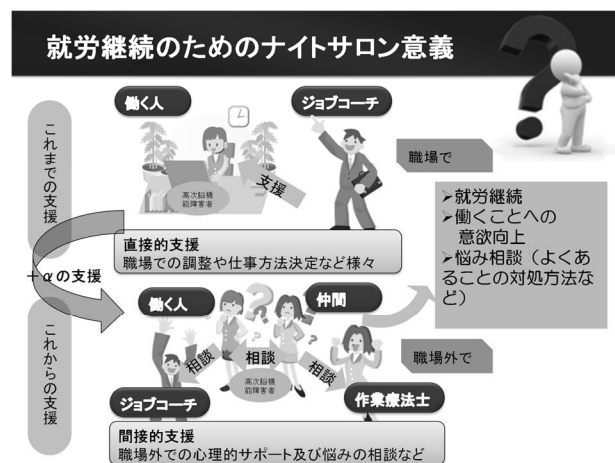 就労継続のためのナイトサロン意義
これまでの支援
働く人
ジョブコーチ
支援
高次脳機
能障害者
職場で
直接的支援
職場での調整や仕事方法決定など様々
➢就労継続
➢働くことへの
意欲向上
➢悩み相談（よくあ
ることの対処方法な
ど）
＋αの支援
これからの支援
働く人
仲間
相談
相談
相談
高次脳機
能障害者
職場外で
ジョブコーチ
作業療法士
間接的支援
職場外での心理的サポート及び悩みの相談など